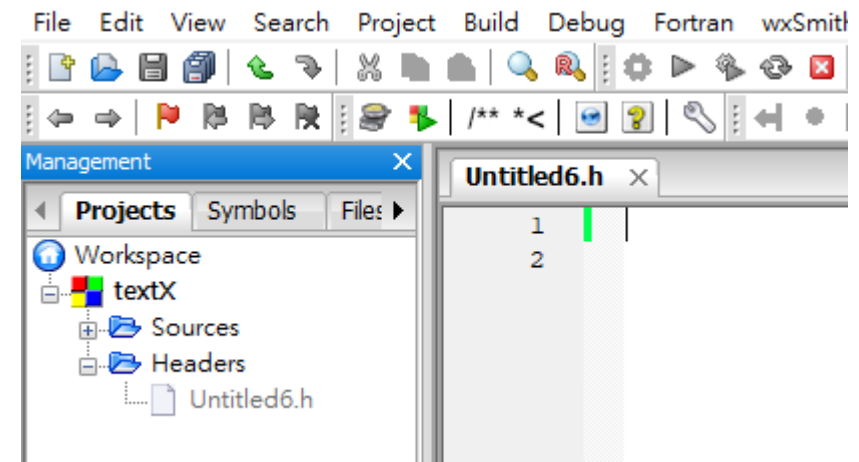 File Edit View Search Project Build Debug Fortran wxSmith
/** *<
Management
Untitled6.h
Projects Symbols Files
1
2
Workspace
textX
Sources
Headers
Untitled6.h